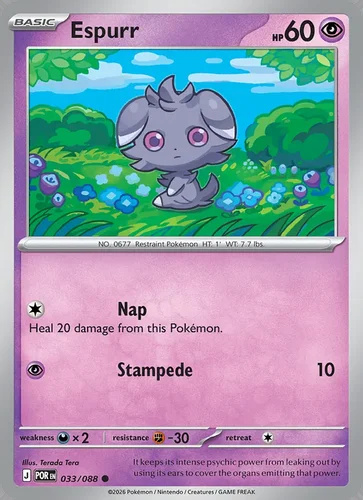 BASIC
Espurr
HP60
NO. 0677 Restraint Pokémon HT: 1' WT: 7.7 lbs.
Nap
Heal 20 damage from this Pokémon.
Stampede 10
weakness ×2 resistance -30 retreat
Illus. Terada Tera
It keeps its intense psychic power from leaking out by
using its ears to cover the organs emitting that power.
J POR EN 033/088
©2026 Pokémon / Nintendo / Creatures / GAME FREAK